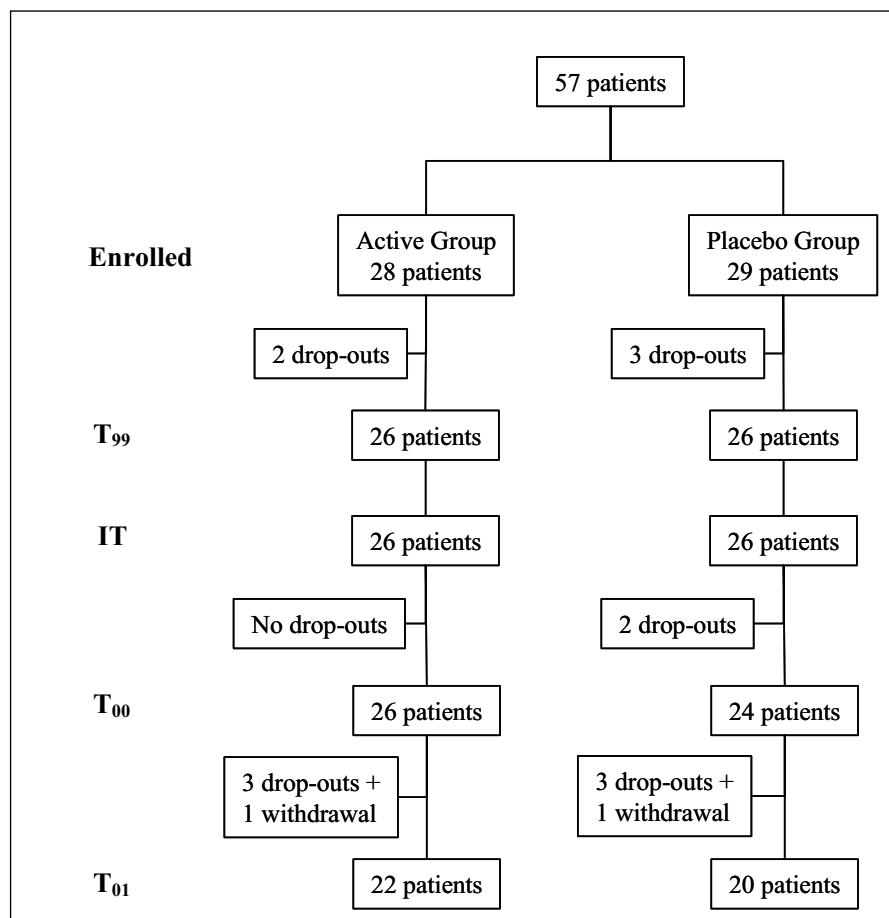 57 patients
Enrolled
Active Group
28 patients
Placebo Group
29 patients
2 drop-outs
3 drop-outs
T₉₉
26 patients
26 patients
IT
26 patients
26 patients
No drop-outs
2 drop-outs
T₀₀
26 patients
24 patients
3 drop-outs +
1 withdrawal
3 drop-outs +
1 withdrawal
T₀₁
22 patients
20 patients